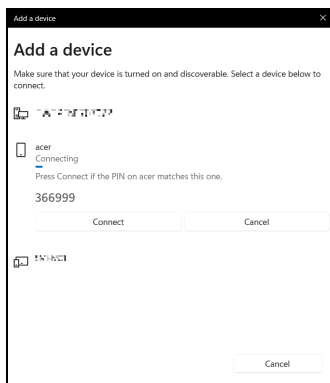 Add a device
Add a device
Make sure that your device is turned on and discoverable. Select a device below to
connect.
acer
Connecting
Press Connect if the PIN on acer matches this one.
366999
Connect Cancel
Cancel